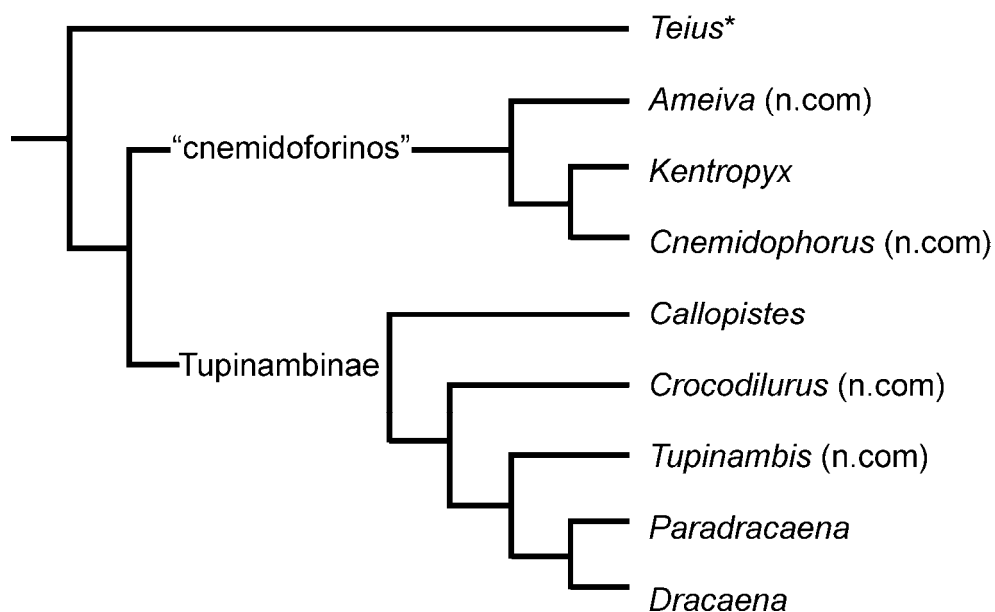 Teius*
Ameiva (n.com)
“cnemidoforinos”
Kentropyx
Cnemidophorus (n.com)
Callopistes
Tupinambinae
Crocodilurus (n.com)
Tupinambis (n.com)
Paradracaena
Dracaena